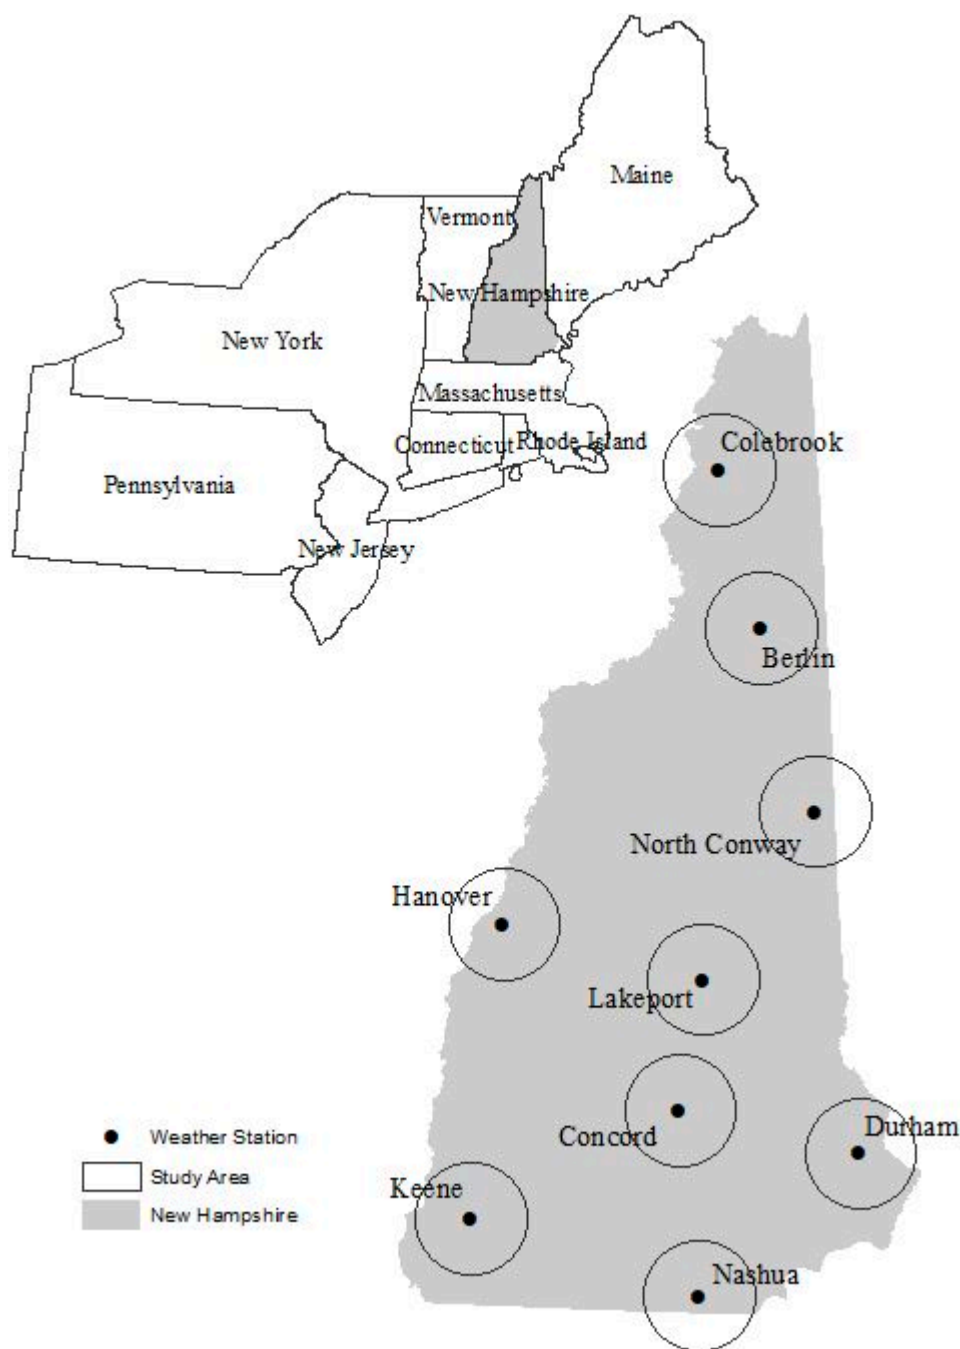 Maine
Vermont
New Hampshire
New York
Massachusetts
Connecticut
Rhode Island
Pennsylvania
New Jersey
Colebrook
Berlin
North Conway
Hanover
Lakeport
Concord
Durham
Keene
Nashua
Weather Station
Study Area
New Hampshire